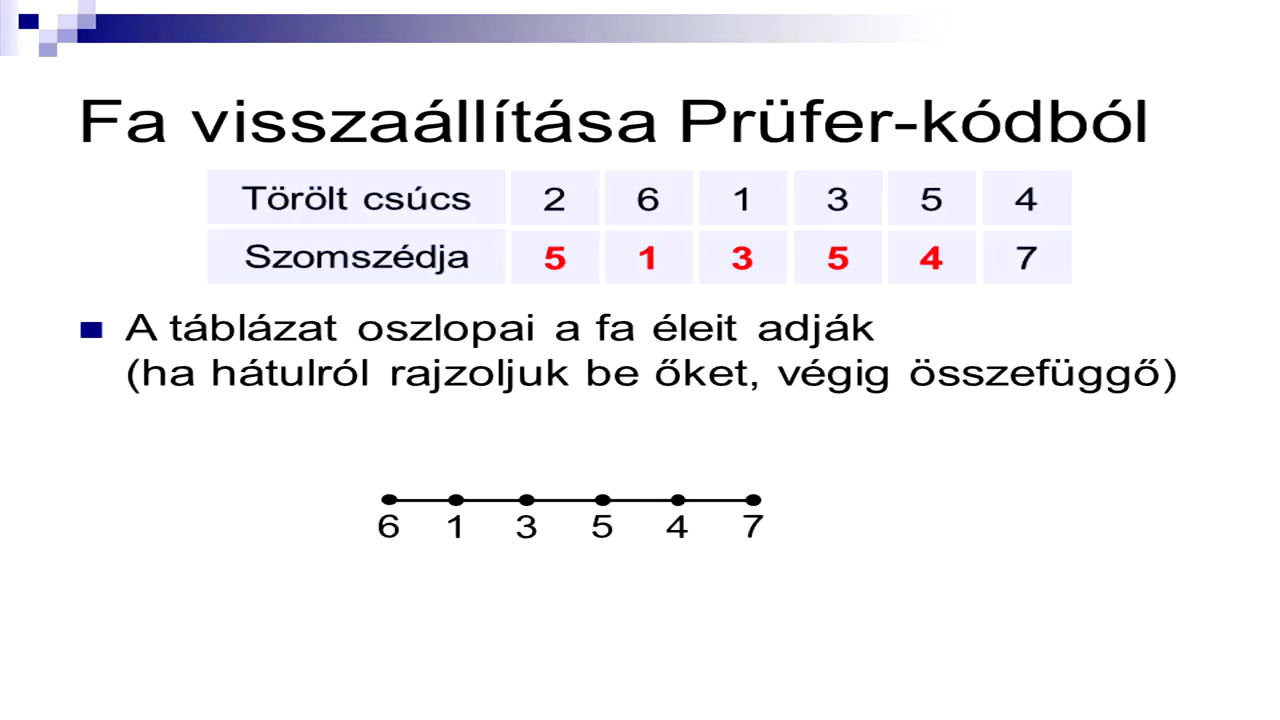 Fa visszaállítása Prüfer-kódból
Törölt csúcs 2 6 1 3 5 4
Szomszédja 5 1 3 5 4 7
A táblázat oszlopai a fa éleit adják
(ha hátulról rajzoljuk be őket, végig összefüggő)
6 1 3 5 4 7